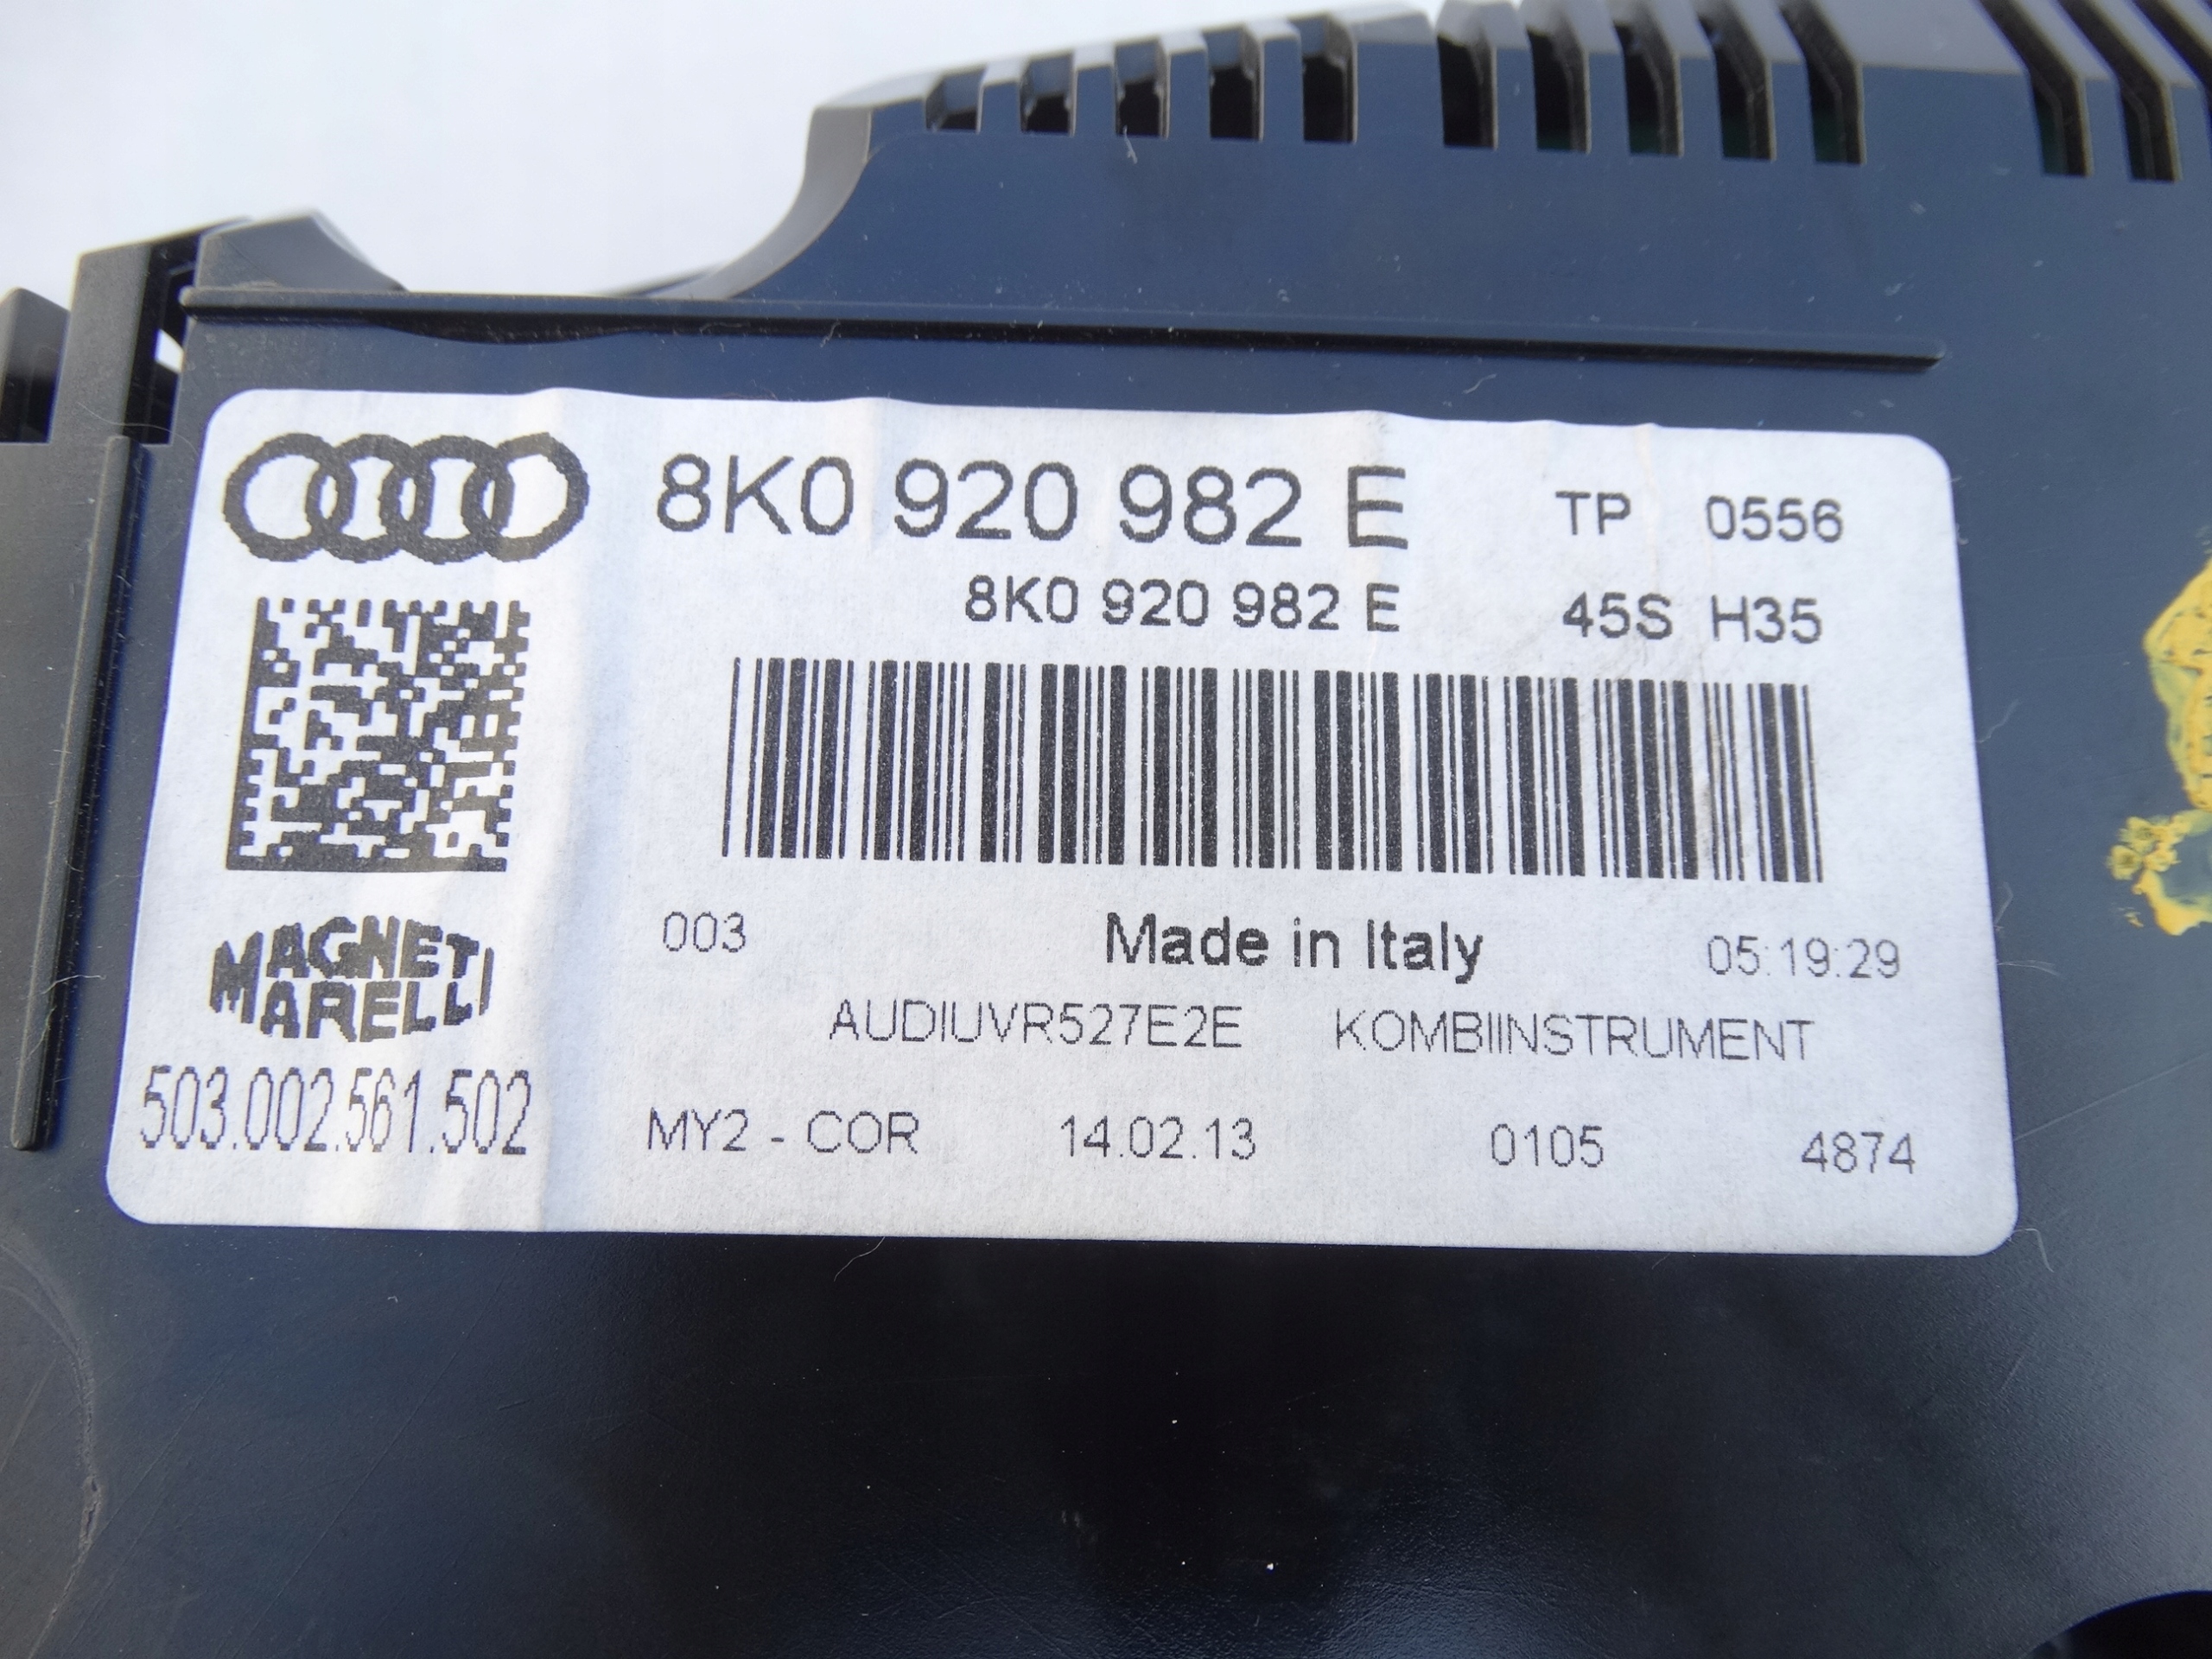 8K0 920 982 E TP 0556
8K0 920 982 E 45S H35
003 Made in Italy 05:19:29
MAGNETI
MARELLI
AUDIUVR527E2E KOMBIINSTRUMENT
503.002.561.502
MY2 - COR 14.02.13 0105 4874